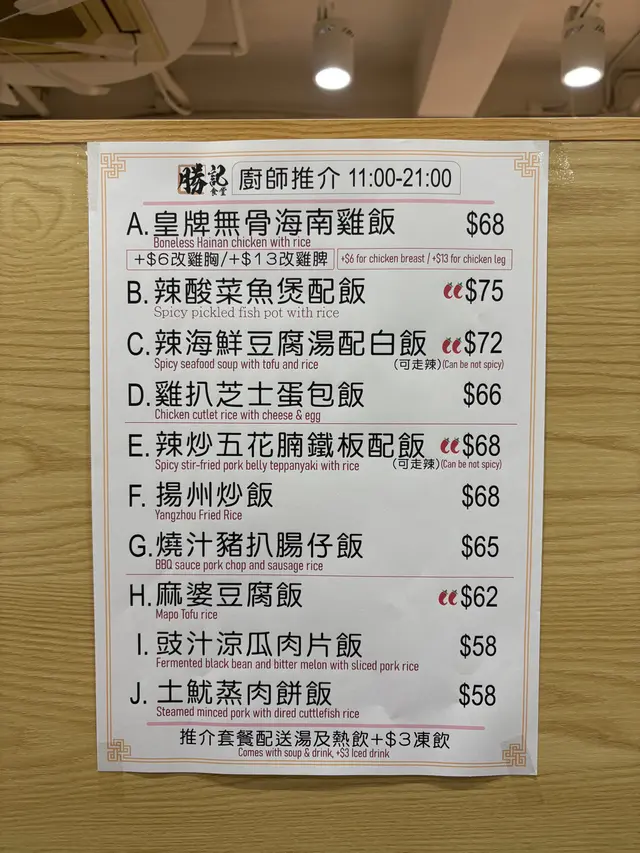 勝記食堂 廚師推介 11:00-21:00
A. 皇牌無骨海南雞飯 $68
Boneless Hainan chicken with rice
+$6改雞胸/+$13改雞脾 +$6 for chicken breast / +$13 for chicken leg
B. 辣酸菜魚煲配飯 $75
Spicy pickled fish pot with rice
C. 辣海鮮豆腐湯配白飯 $72
Spicy seafood soup with tofu and rice (可走辣)(Can be not spicy)
D. 雞扒芝士蛋包飯 $66
Chicken cutlet rice with cheese & egg
E. 辣炒五花腩鐵板配飯 $68
Spicy stir-fried pork belly teppanyaki with rice (可走辣)(Can be not spicy)
F. 揚州炒飯 $68
Yangzhou Fried Rice
G. 燒汁豬扒腸仔飯 $65
BBQ sauce pork chop and sausage rice
H. 麻婆豆腐飯 $62
Mapo Tofu rice
I. 豉汁涼瓜肉片飯 $58
Fermented black bean and bitter melon with sliced pork rice
J. 土魷蒸肉餅飯 $58
Steamed minced pork with dired cuttlefish rice
推介套餐配送湯及熱飲+$3凍飲
Comes with soup & drink, +$3 Iced drink